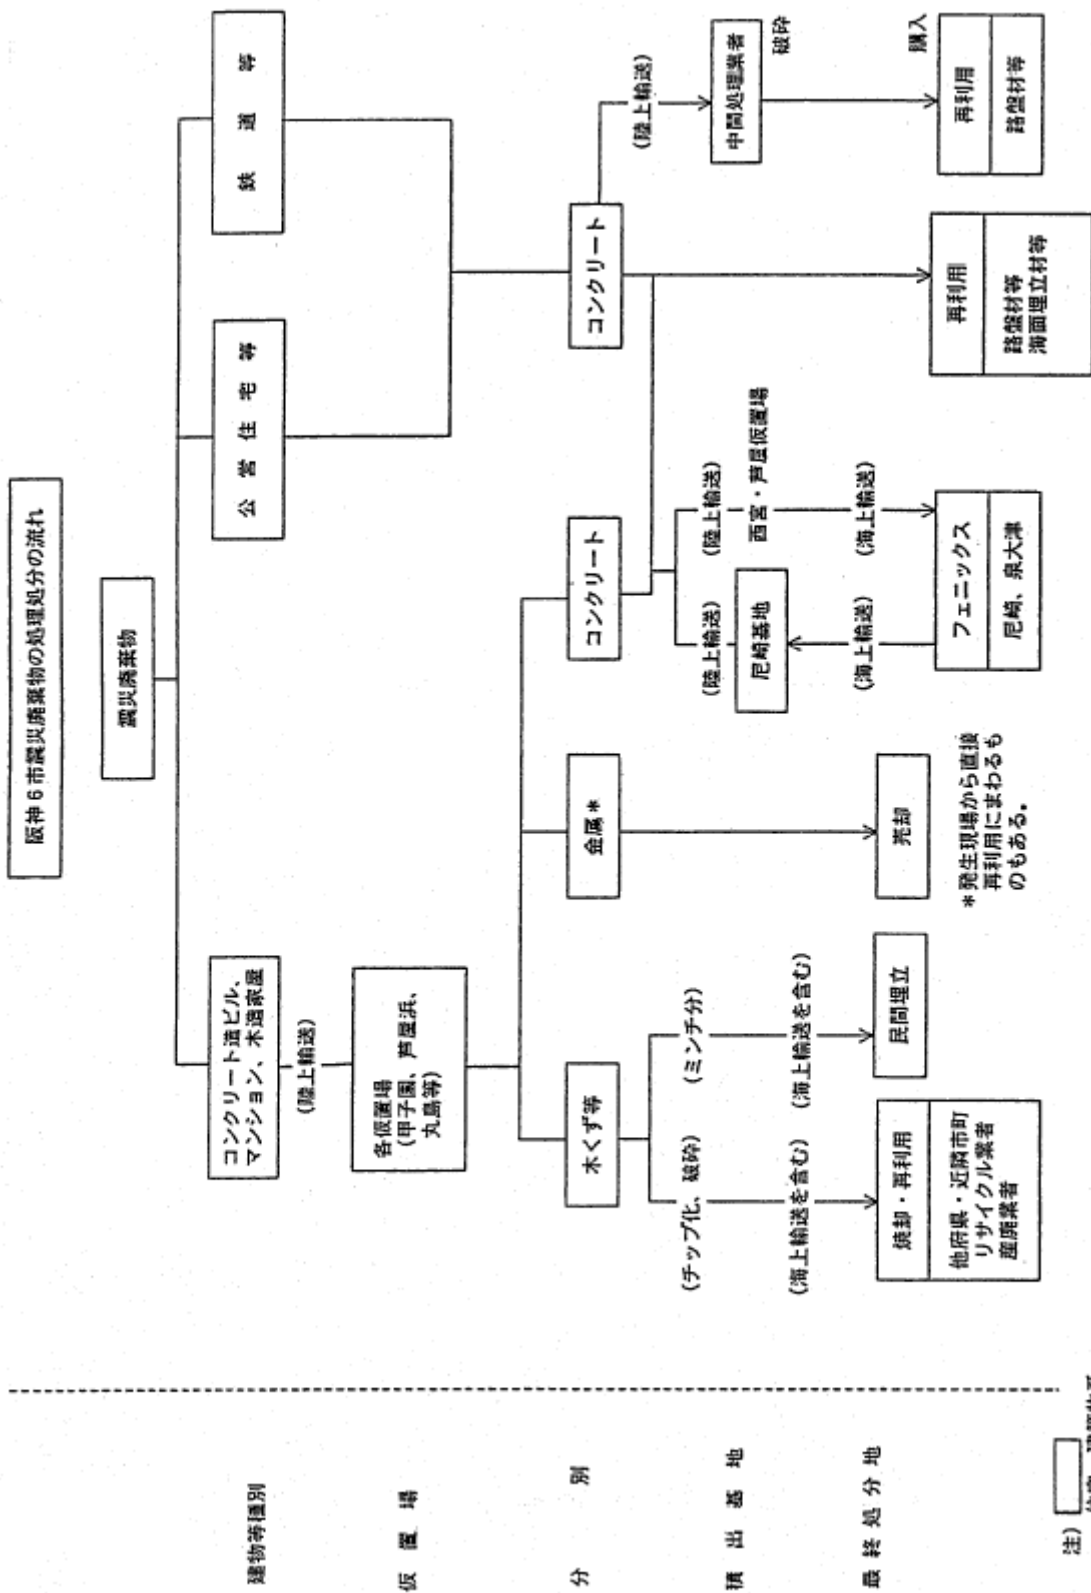 阪神６市震災廃棄物の処理処分の流れ
震災廃棄物
建物等種別
コンクリート造ビル、
マンション、木造家屋
公営住宅等
鉄道等
(陸上輸送)
仮置場
各仮置場
(甲子園、芦屋浜、
丸島等)
分別
木くず等
金属＊
コンクリート
コンクリート
(陸上輸送)
積出基地
(チップ化、破砕)
(ミンチ分)
(陸上輸送)
(陸上輸送)
尼崎基地
西宮・芦屋仮置場
中間処理業者
破砕
(海上輸送を含む)
(海上輸送を含む)
(海上輸送)
(海上輸送)
最終処分地
焼却・再利用
他府県・近隣市町
リサイクル業者
産廃業者
民間埋立
売却
フェニックス
尼崎、泉大津
再利用
路盤材等
海面埋立材等
購入
再利用
路盤材等
＊発生現場から直接
再利用にまわるも
のもある。
注)